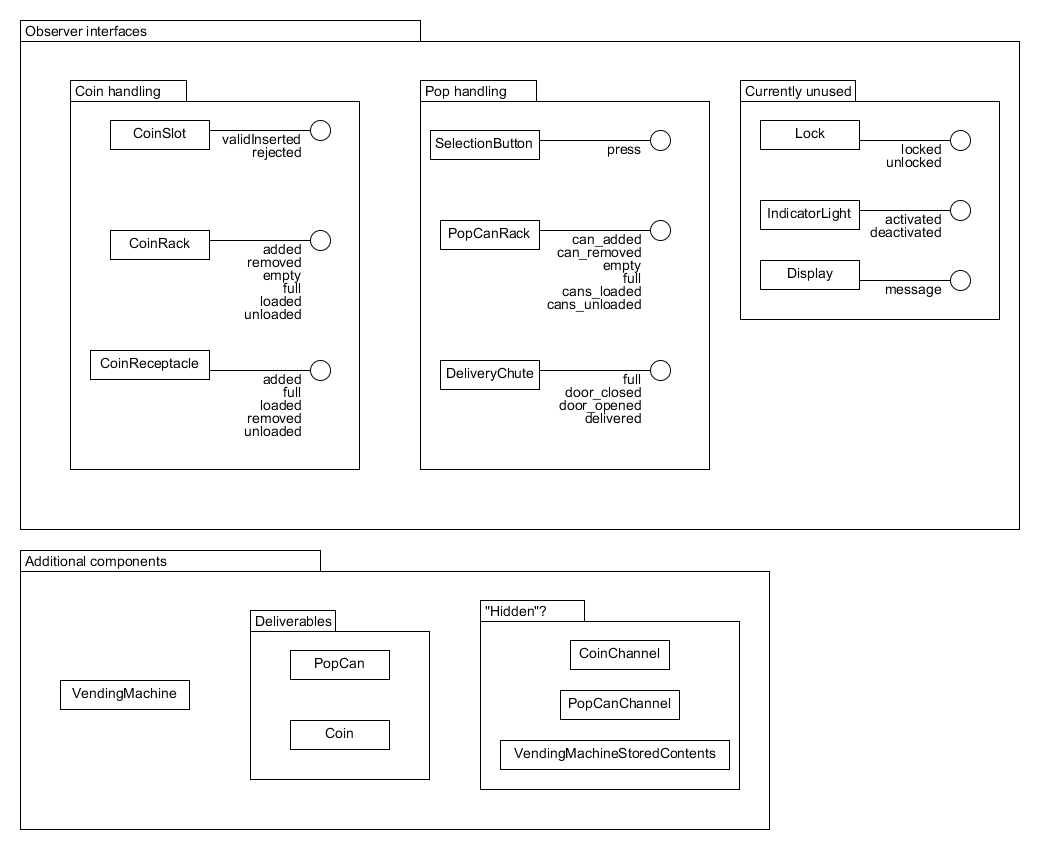 Observer interfaces
Coin handling
CoinSlot
validInserted
rejected
CoinRack
added
removed
empty
full
loaded
unloaded
CoinReceptacle
added
full
loaded
removed
unloaded
Pop handling
SelectionButton
press
PopCanRack
can_added
can_removed
empty
full
cans_loaded
cans_unloaded
DeliveryChute
full
door_closed
door_opened
delivered
Currently unused
Lock
locked
unlocked
IndicatorLight
activated
deactivated
Display
message
Additional components
VendingMachine
Deliverables
PopCan
Coin
"Hidden"?
CoinChannel
PopCanChannel
VendingMachineStoredContents